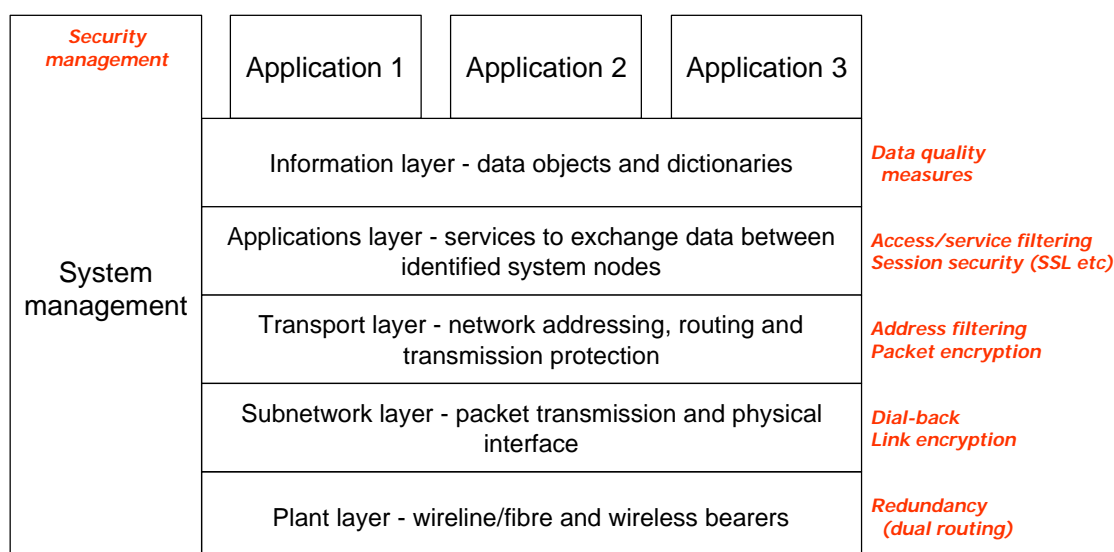 Security
management
Application 1
Application 2
Application 3
Information layer - data objects and dictionaries
Data quality
measures
Applications layer - services to exchange data between
identified system nodes
Access/service filtering
Session security (SSL etc)
System
management
Transport layer - network addressing, routing and
transmission protection
Address filtering
Packet encryption
Subnetwork layer - packet transmission and physical
interface
Dial-back
Link encryption
Plant layer - wireline/fibre and wireless bearers
Redundancy
(dual routing)